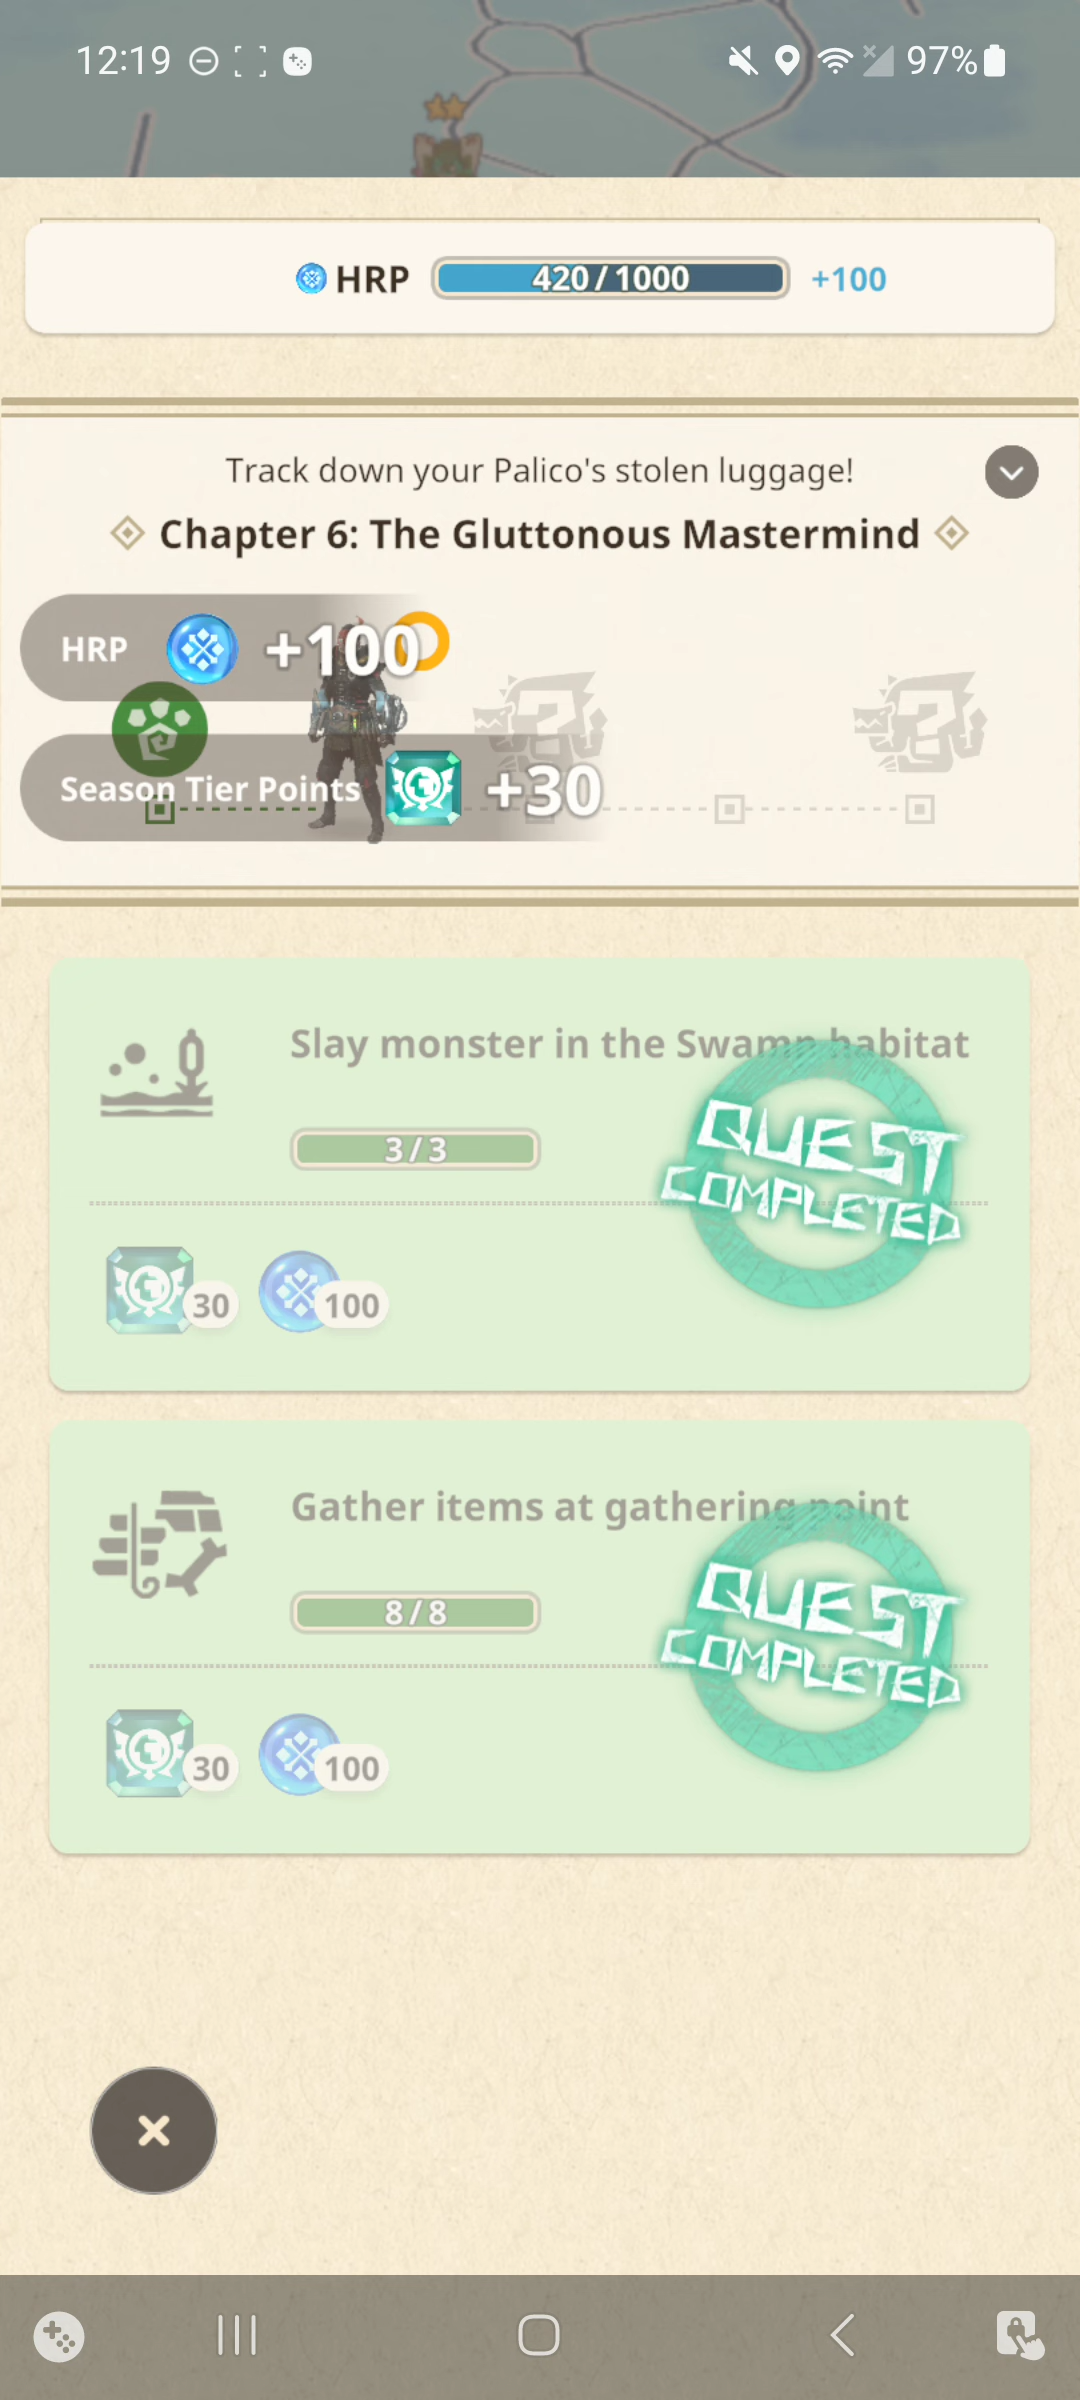 12:19
97%
HRP 420/1000 +100
Track down your Palico's stolen luggage!
Chapter 6: The Gluttonous Mastermind
HRP +100
Season Tier Points +30
Slay monster in the Swamp habitat
3/3
QUEST
COMPLETED
30 100
Gather items at gathering point
8/8
QUEST
COMPLETED
30 100